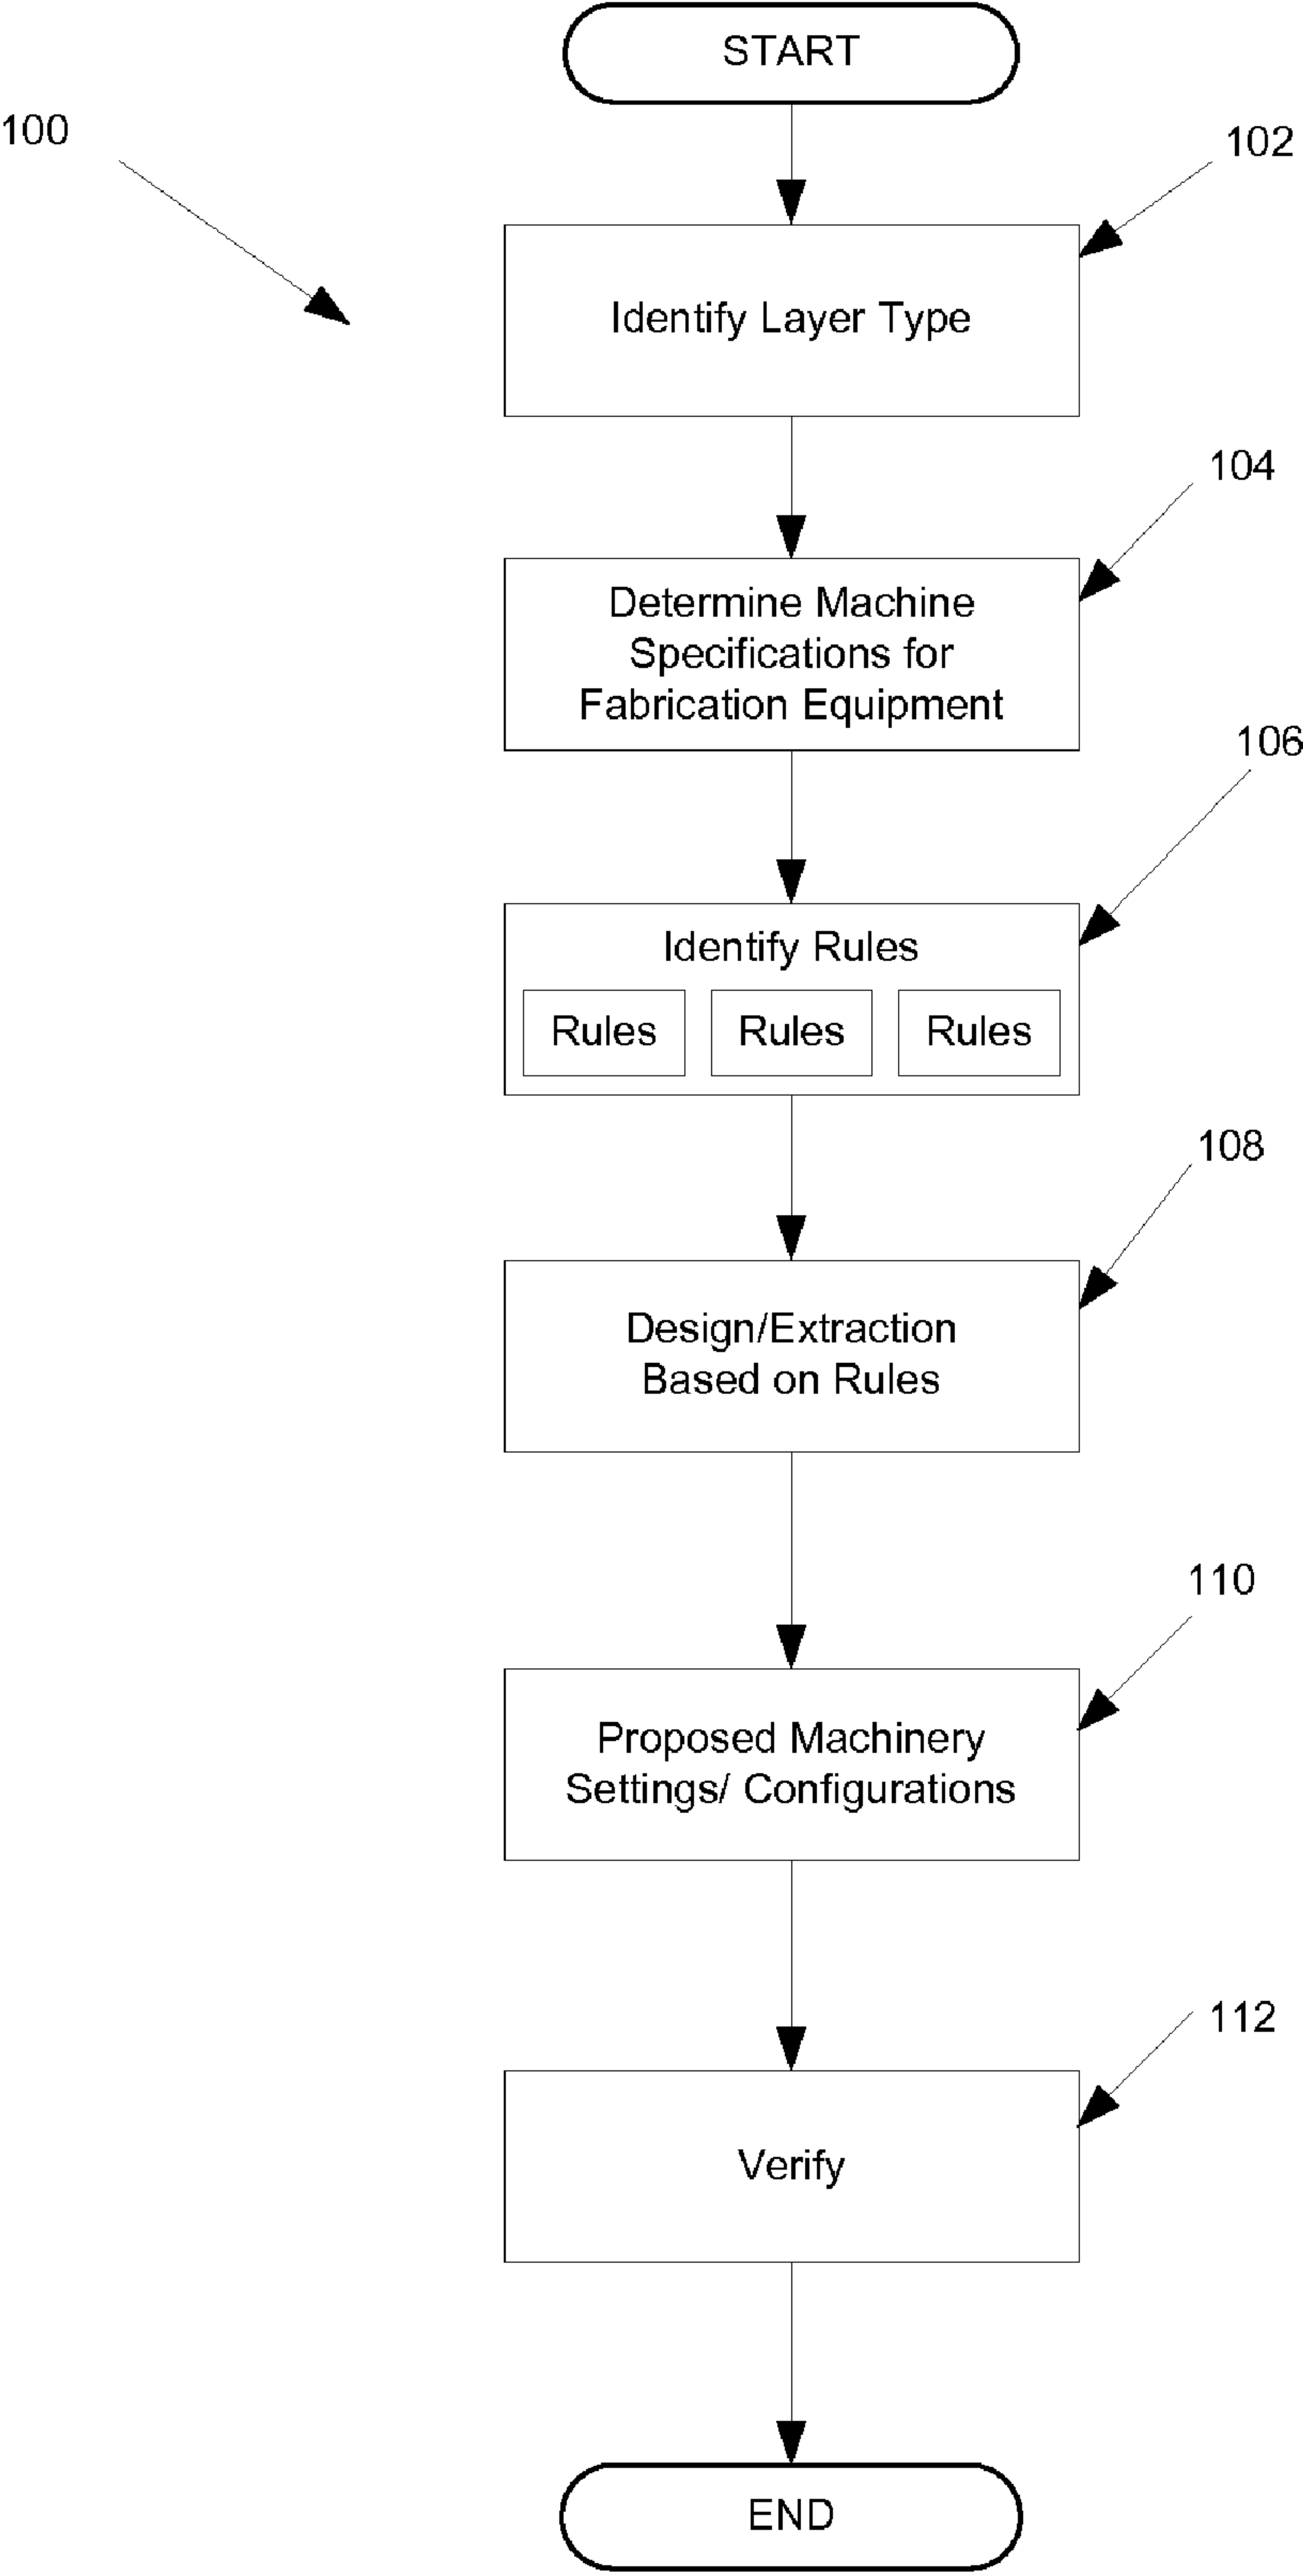 START
100
102
Identify Layer Type
104
Determine Machine
Specifications for
Fabrication Equipment
106
Identify Rules
Rules Rules Rules
108
Design/Extraction
Based on Rules
110
Proposed Machinery
Settings/ Configurations
112
Verify
END